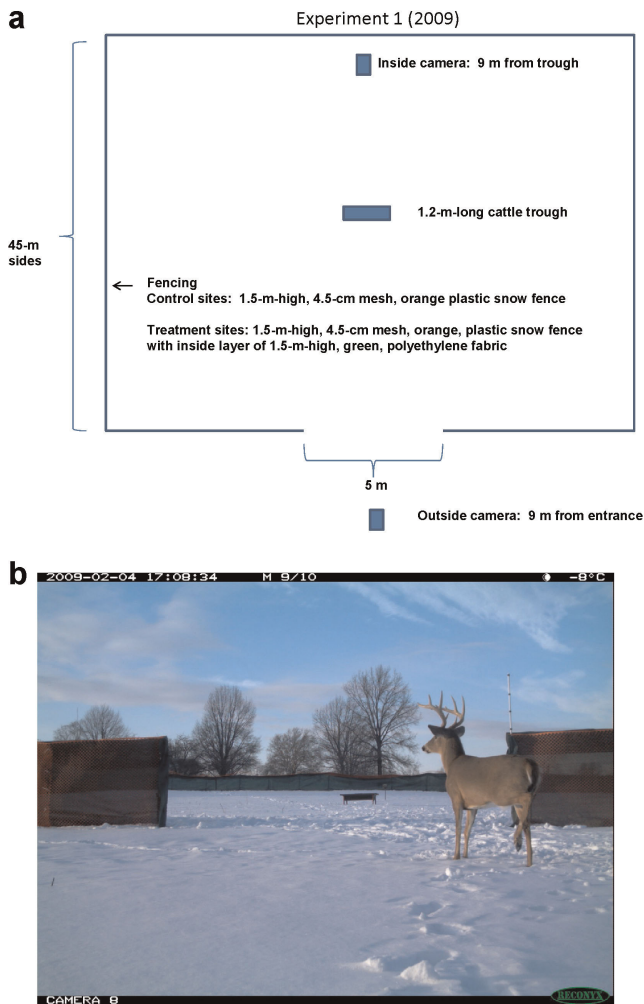 a
Experiment 1 (2009)
Inside camera: 9 m from trough
1.2-m-long cattle trough
45-m
sides
Fencing
Control sites: 1.5-m-high, 4.5-cm mesh, orange plastic snow fence
Treatment sites: 1.5-m-high, 4.5-cm mesh, orange, plastic snow fence
with inside layer of 1.5-m-high, green, polyethylene fabric
5 m
Outside camera: 9 m from entrance
b
2009-02-04 17:08:34 M 9/10 -8°C
CAMERA 8
RECONYX